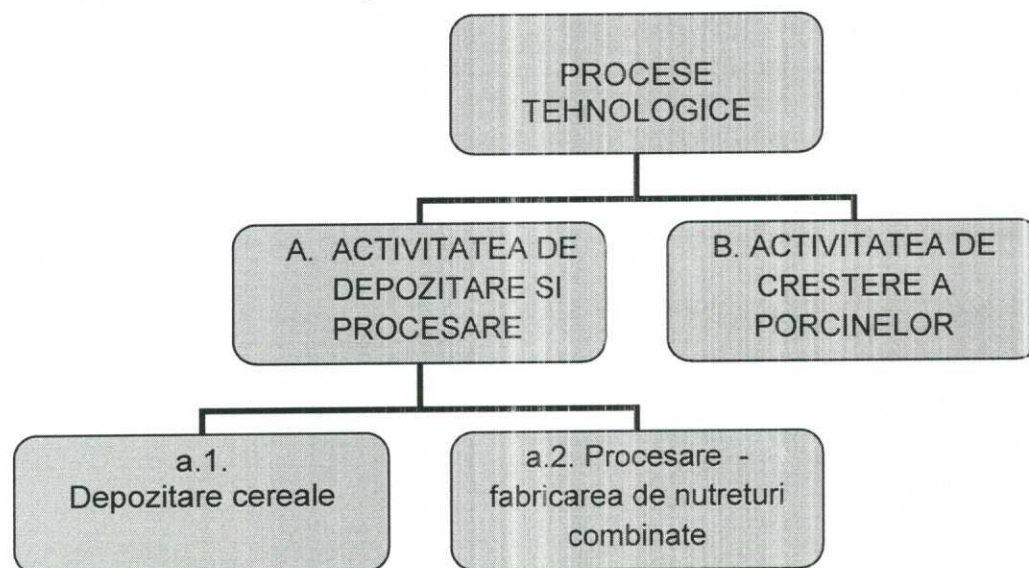 PROCESE
TEHNOLOGICE
A. ACTIVITATEA DE
DEPOZITARE SI
PROCESARE
B. ACTIVITATEA DE
CRESTERE A
PORCINELOR
a.1.
Depozitare cereale
a.2. Procesare -
fabricarea de nutreturi
combinate